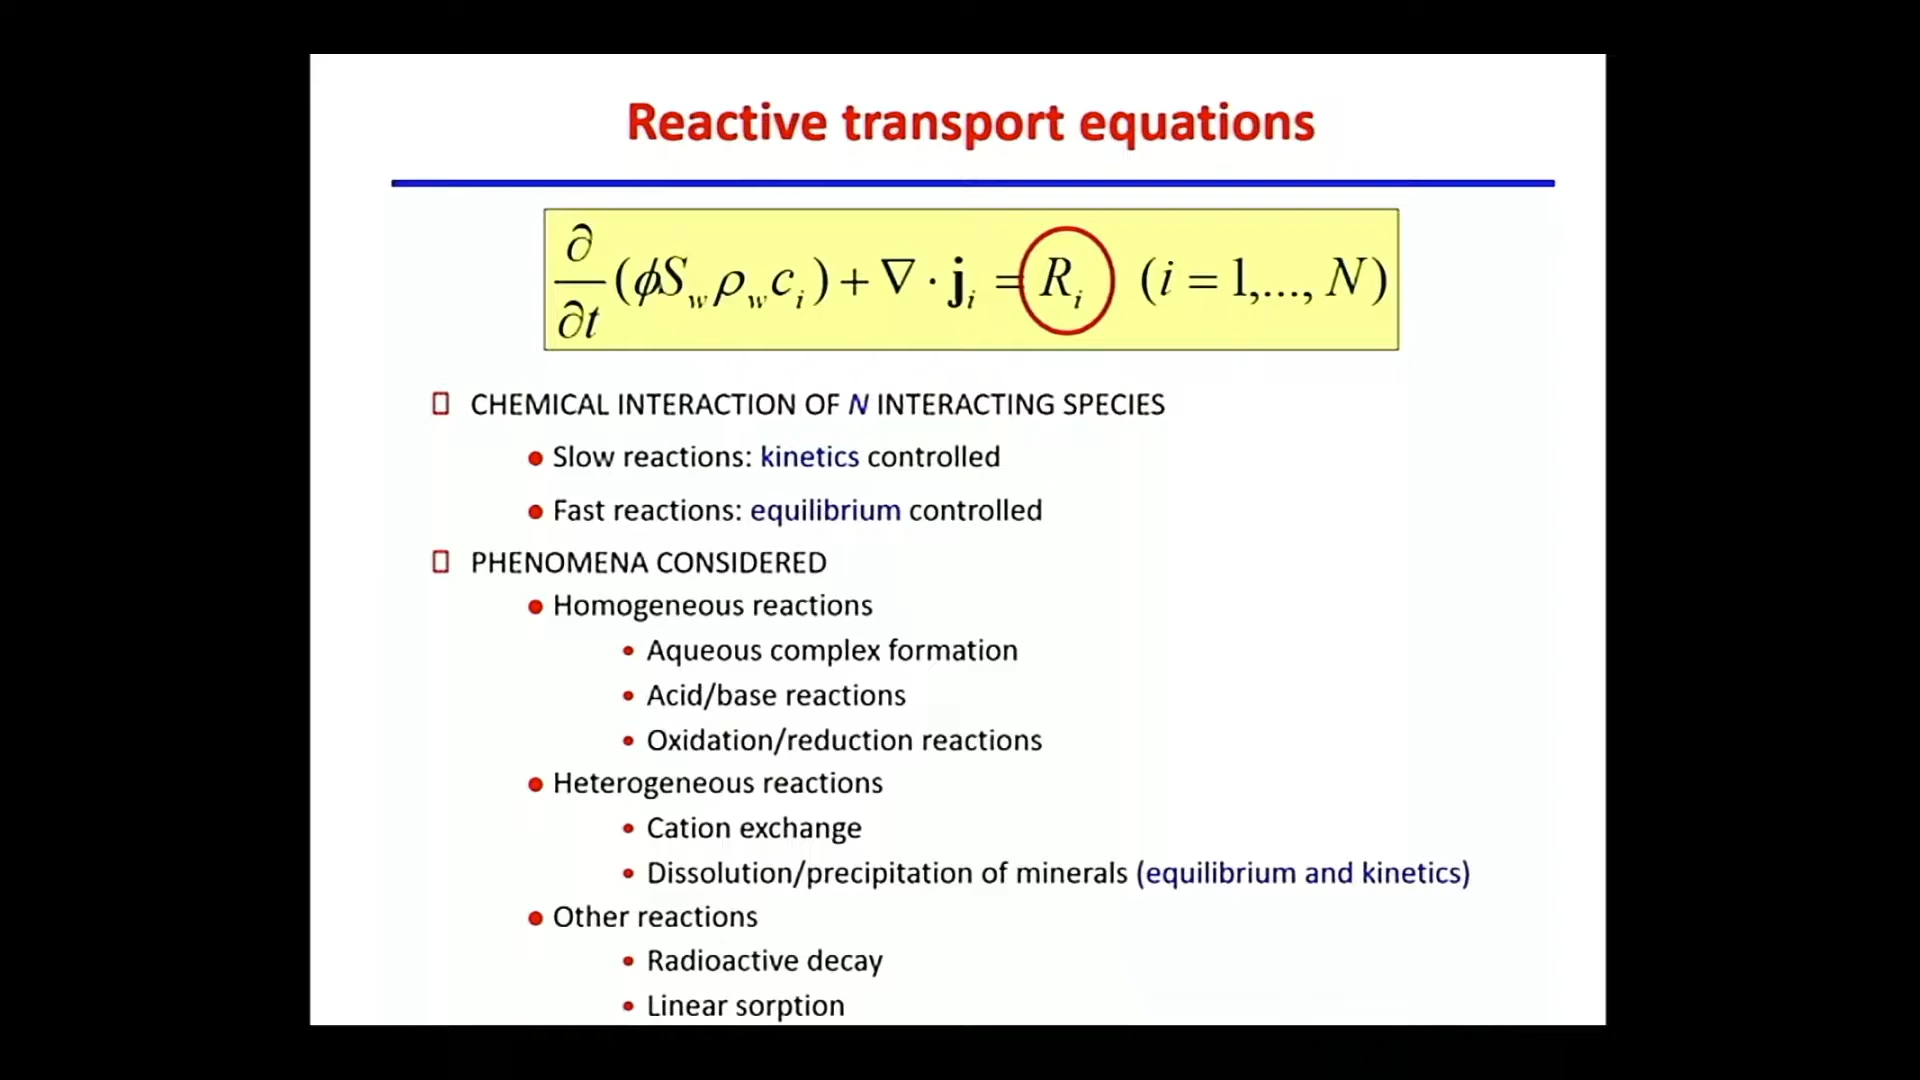 Reactive transport equations
∂/∂t (ϕS_w ρ_w c_i) + ∇ · j_i = R_i (i = 1,..., N)
CHEMICAL INTERACTION OF N INTERACTING SPECIES
● Slow reactions: kinetics controlled
● Fast reactions: equilibrium controlled
PHENOMENA CONSIDERED
● Homogeneous reactions
• Aqueous complex formation
• Acid/base reactions
• Oxidation/reduction reactions
● Heterogeneous reactions
• Cation exchange
• Dissolution/precipitation of minerals (equilibrium and kinetics)
● Other reactions
• Radioactive decay
• Linear sorption